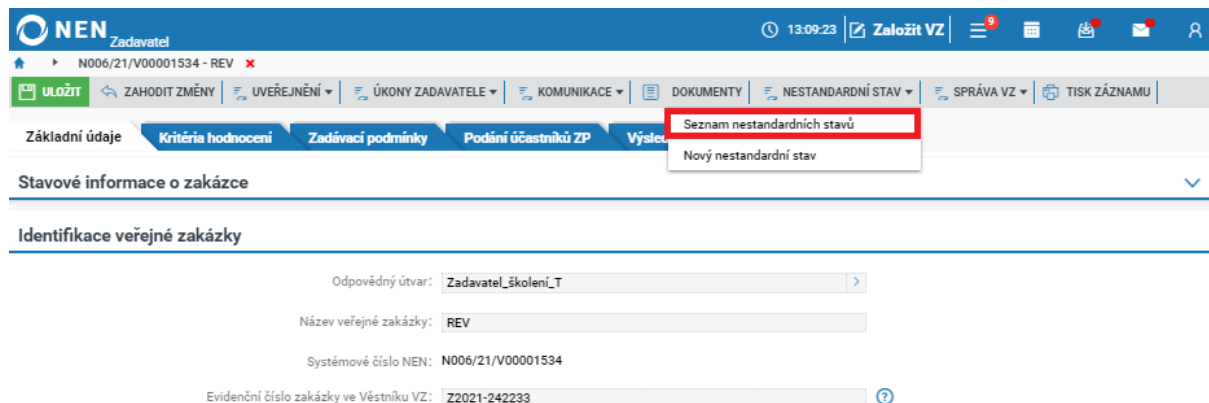 NEN Zadavatel 13:09:23 Založit VZ 9
N006/21/V00001534 - REV
ULOŽIT ZAHODIT ZMĚNY UVEŘEJNĚNÍ ÚKONY ZADAVATELE KOMUNIKACE DOKUMENTY NESTANDARDNÍ STAV SPRÁVA VZ TISK ZÁZNAMU
Základní údaje Kritéria hodnocení Zadávací podmínky Podání účastníků ZP
Seznam nestandardních stavů
Nový nestandardní stav
Stavové informace o zakázce
Identifikace veřejné zakázky
Odpovědný útvar: Zadavatel_školení_T
Název veřejné zakázky: REV
Systémové číslo NEN: N006/21/V00001534
Evidenční číslo zakázky ve Věstníku VZ: Z2021-242233